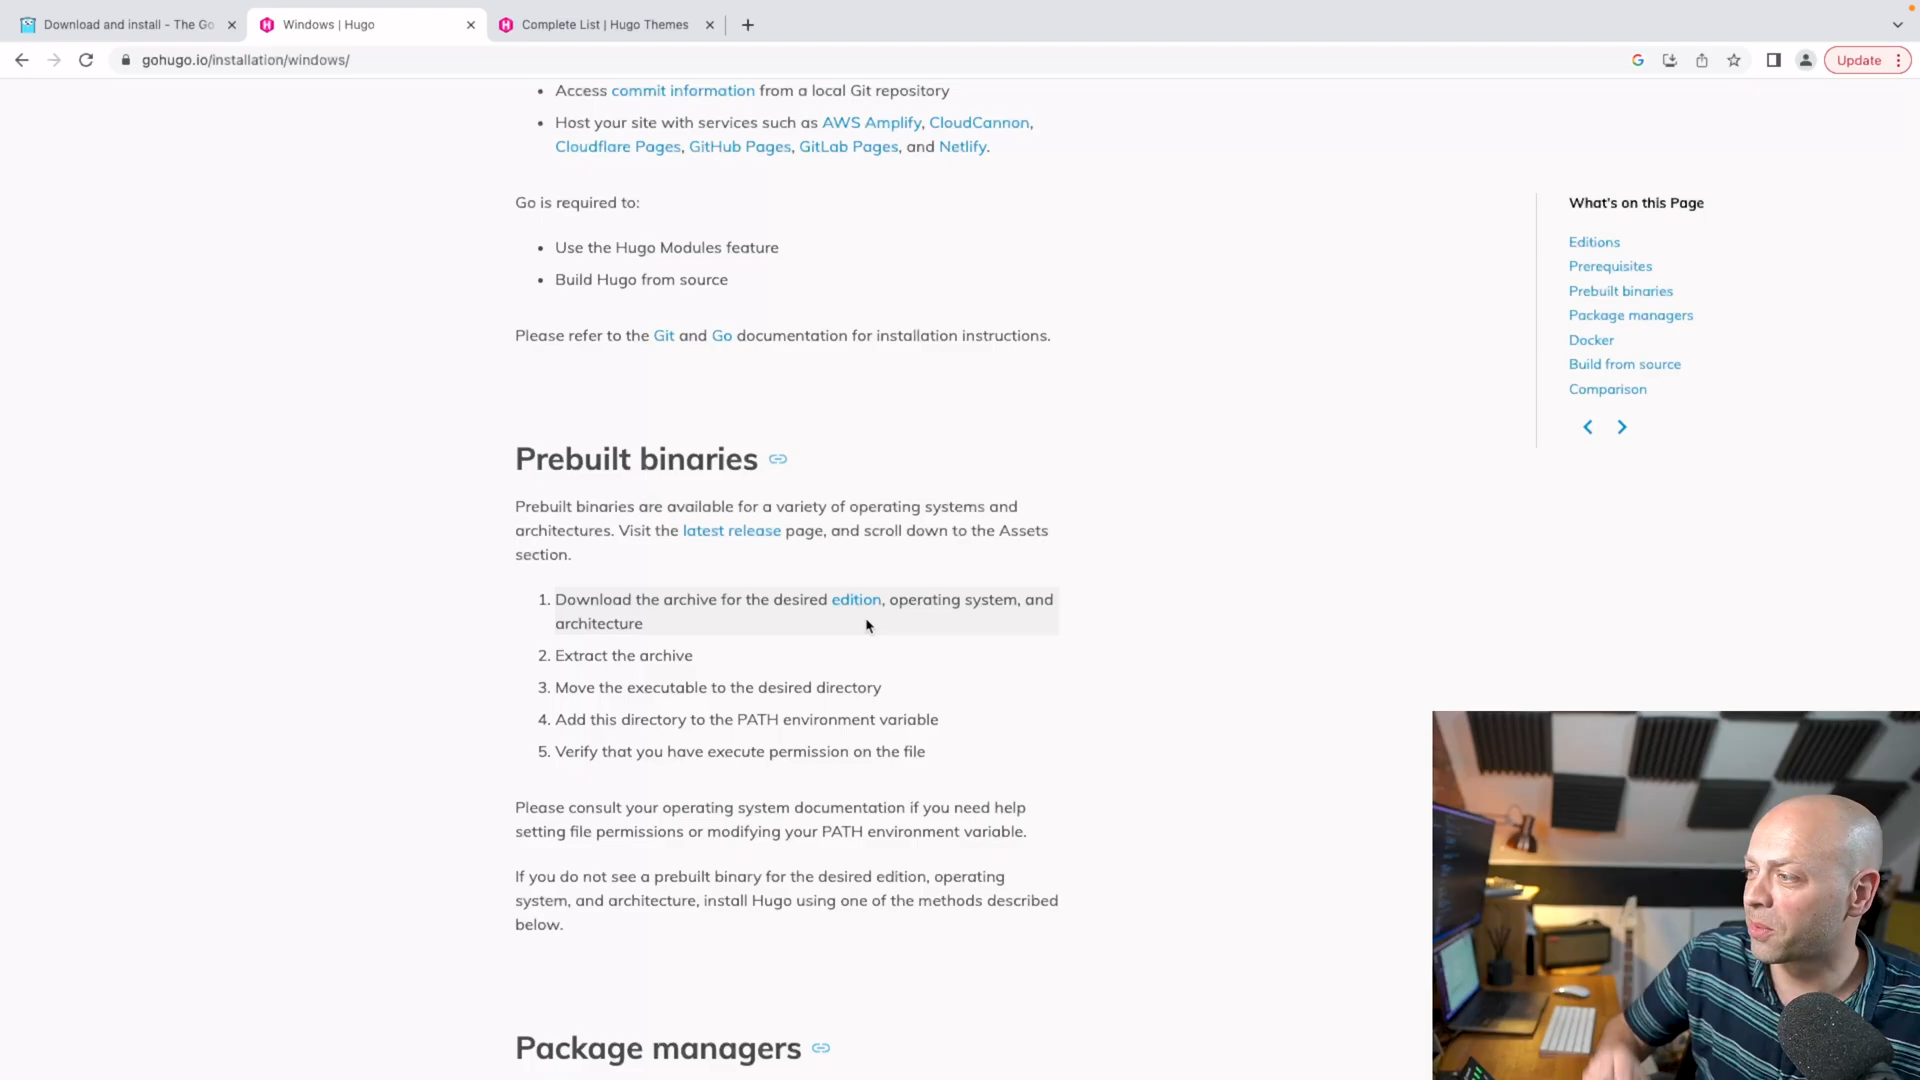 Download and install - The Go
Windows | Hugo
Complete List | Hugo Themes
gohugo.io/installation/windows/
Update
• Access commit information from a local Git repository
• Host your site with services such as AWS Amplify, CloudCannon,
Cloudflare Pages, GitHub Pages, GitLab Pages, and Netlify.
Go is required to:
• Use the Hugo Modules feature
• Build Hugo from source
Please refer to the Git and Go documentation for installation instructions.
Prebuilt binaries
Prebuilt binaries are available for a variety of operating systems and
architectures. Visit the latest release page, and scroll down to the Assets
section.
1. Download the archive for the desired edition, operating system, and
architecture
2. Extract the archive
3. Move the executable to the desired directory
4. Add this directory to the PATH environment variable
5. Verify that you have execute permission on the file
Please consult your operating system documentation if you need help
setting file permissions or modifying your PATH environment variable.
If you do not see a prebuilt binary for the desired edition, operating
system, and architecture, install Hugo using one of the methods described
below.
Package managers
What's on this Page
Editions
Prerequisites
Prebuilt binaries
Package managers
Docker
Build from source
Comparison